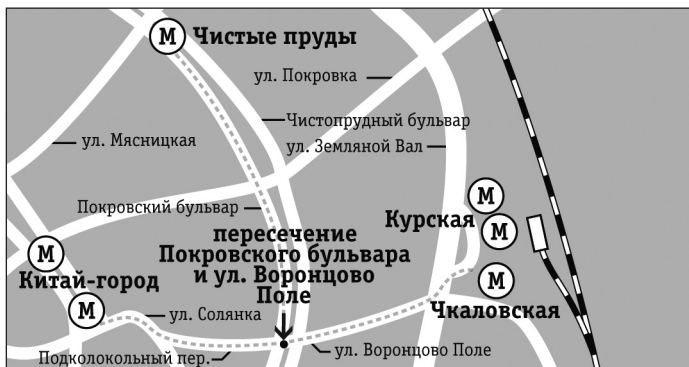 М Чистые пруды
ул. Покровка
Чистопрудный бульвар
ул. Мясницкая
ул. Земляной Вал
М
Покровский бульвар
Курская
М
пересечение
Покровского бульвара
и ул. Воронцово
Поле
М
Китай-город
М
М
Чкаловская
ул. Солянка
ул. Воронцово Поле
Подколокольный пер.